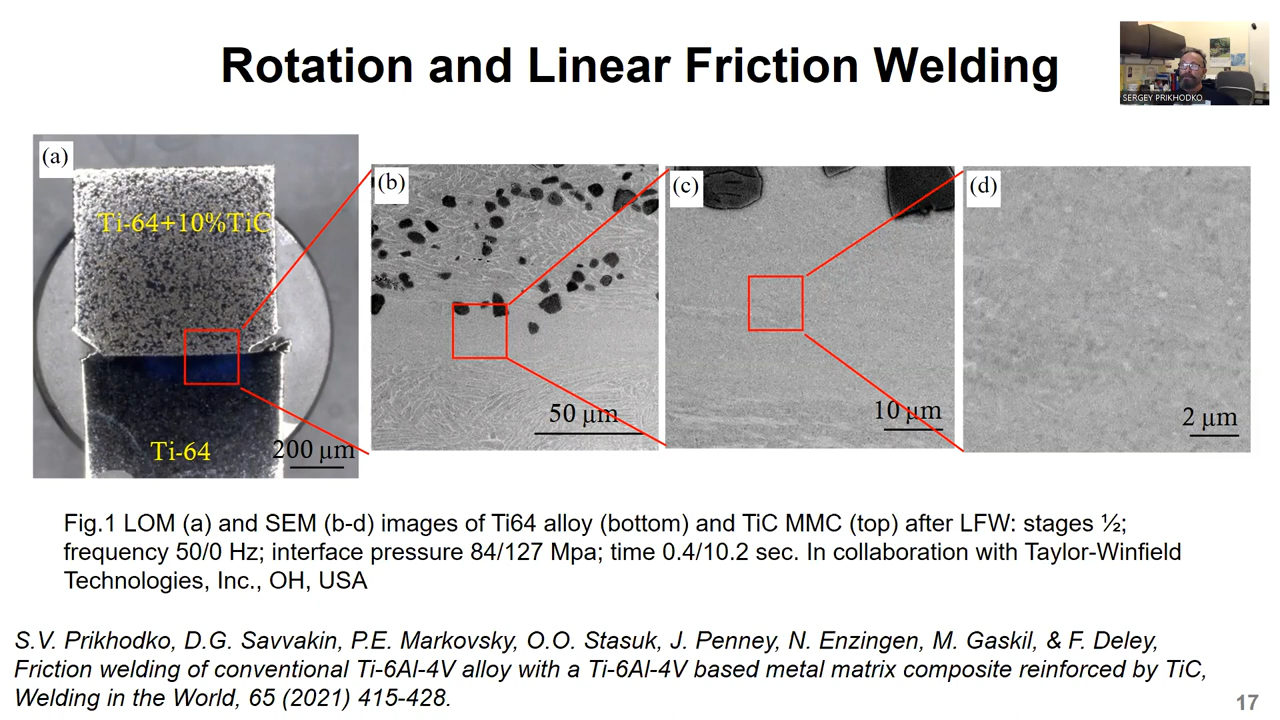 Rotation and Linear Friction Welding
SERGEY PRIKHODKO
(a)
Ti-64+10%TiC
Ti-64
200 μm
(b)
50 μm
(c)
10 μm
(d)
2 μm
Fig.1 LOM (a) and SEM (b-d) images of Ti64 alloy (bottom) and TiC MMC (top) after LFW: stages ½;
frequency 50/0 Hz; interface pressure 84/127 Mpa; time 0.4/10.2 sec. In collaboration with Taylor-Winfield
Technologies, Inc., OH, USA
S.V. Prikhodko, D.G. Savvakin, P.E. Markovsky, O.O. Stasuk, J. Penney, N. Enzingen, M. Gaskil, & F. Deley,
Friction welding of conventional Ti-6Al-4V alloy with a Ti-6Al-4V based metal matrix composite reinforced by TiC,
Welding in the World, 65 (2021) 415-428.
17